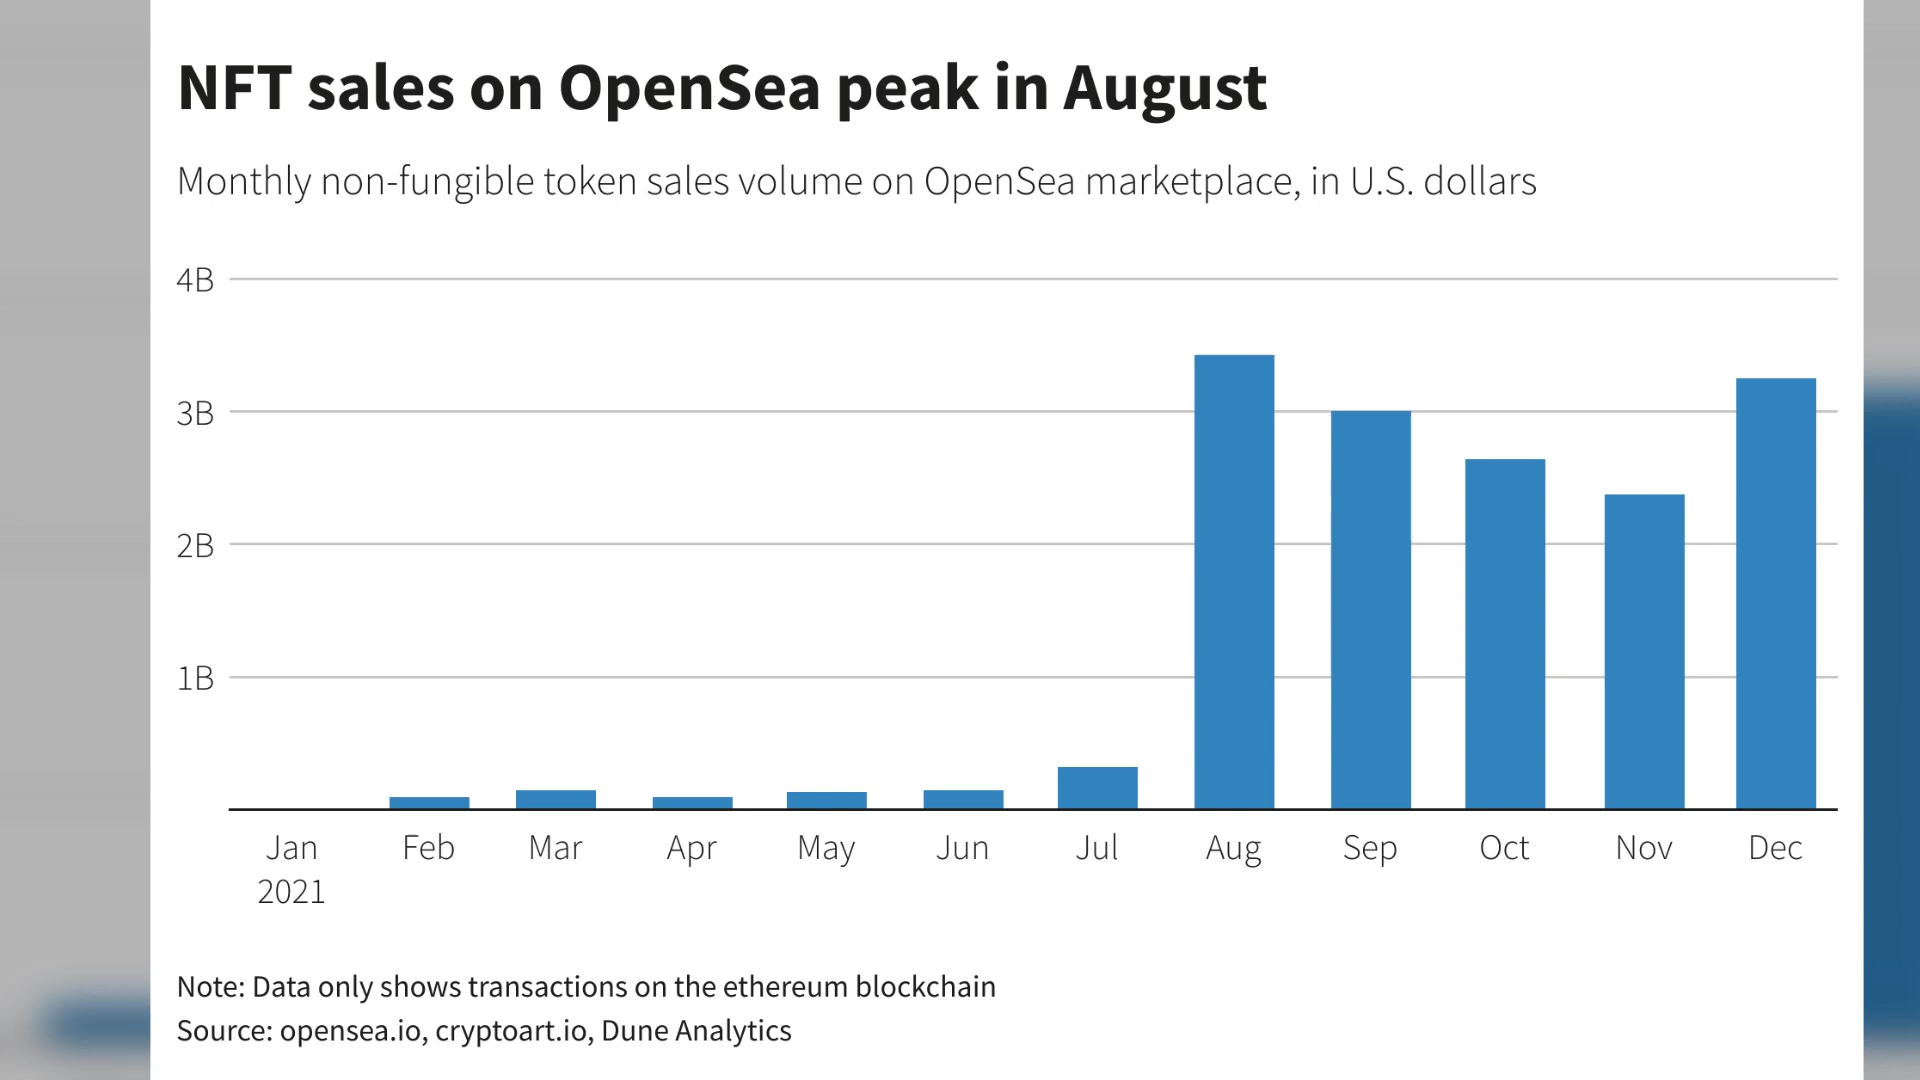 NFT sales on OpenSea peak in August
Monthly non-fungible token sales volume on OpenSea marketplace, in U.S. dollars
4B
3B
2B
1B
Jan Feb Mar Apr May Jun Jul Aug Sep Oct Nov Dec
2021
Note: Data only shows transactions on the ethereum blockchain
Source: opensea.io, cryptoart.io, Dune Analytics